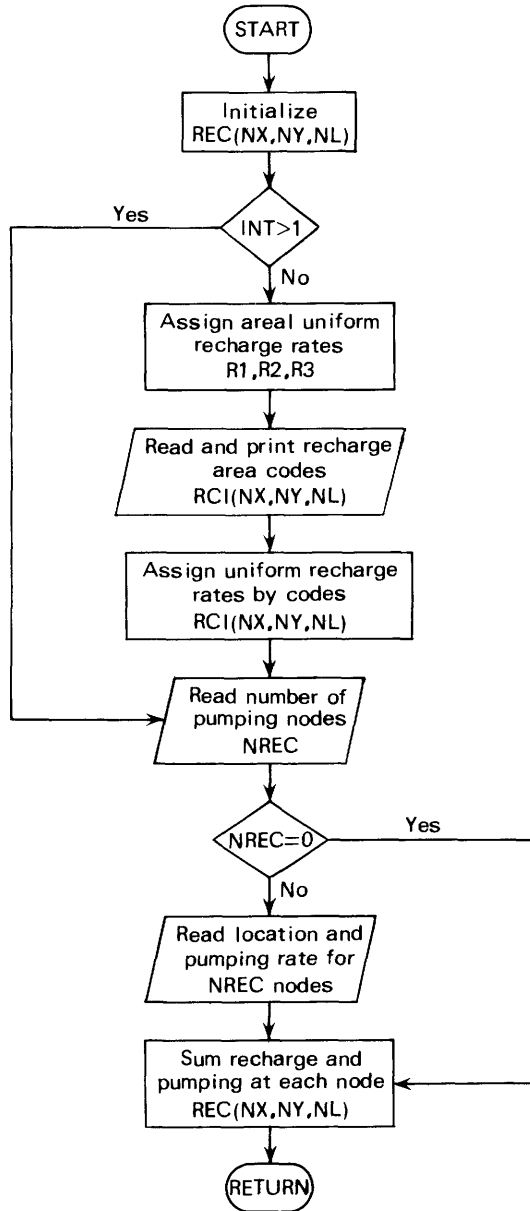 START
Initialize
REC(NX,NY,NL)
Yes
INT>1
No
Assign areal uniform
recharge rates
R1,R2,R3
Read and print recharge
area codes
RCI(NX,NY,NL)
Assign uniform recharge
rates by codes
RCI(NX,NY,NL)
Read number of
pumping nodes
NREC
NREC=0
Yes
No
Read location and
pumping rate for
NREC nodes
Sum recharge and
pumping at each node
REC(NX,NY,NL)
RETURN